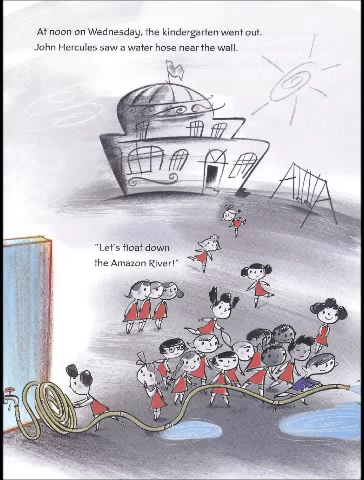 At noon on Wednesday, the kindergarten went out.
John Hercules saw a water hose near the wall.
"Let's float down
the Amazon River!"